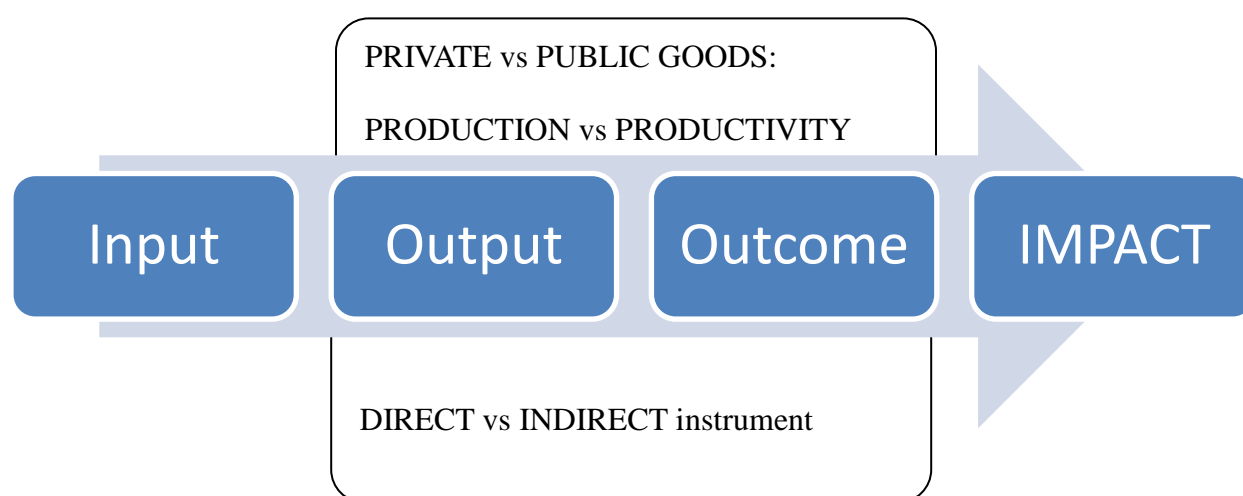 PRIVATE vs PUBLIC GOODS:
PRODUCTION vs PRODUCTIVITY
Input Output Outcome IMPACT
DIRECT vs INDIRECT instrument